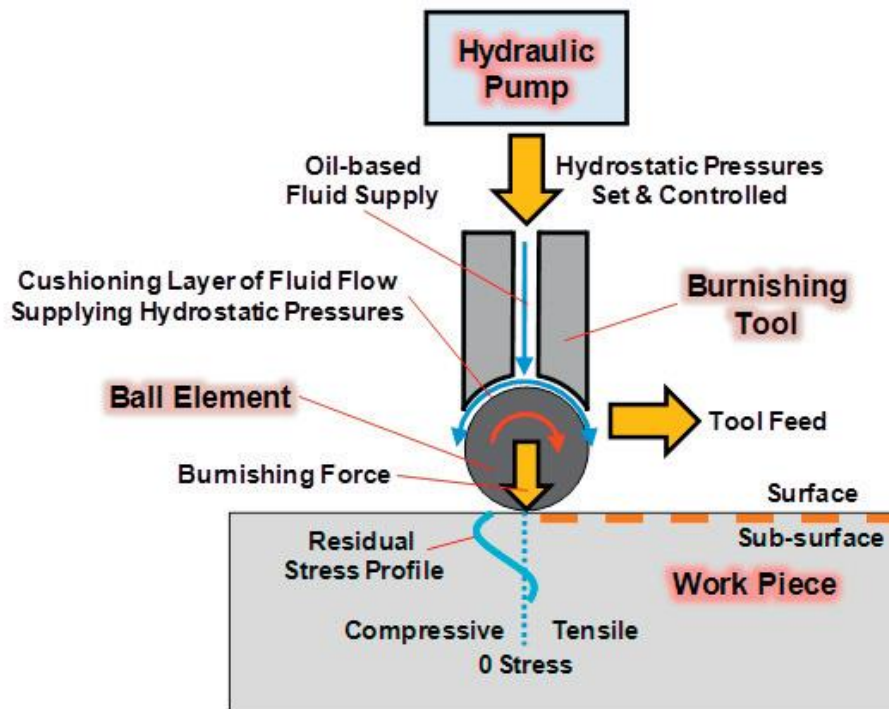 Hydraulic
Pump
Oil-based
Fluid Supply
Hydrostatic Pressures
Set & Controlled
Cushioning Layer of Fluid Flow
Supplying Hydrostatic Pressures
Burnishing
Tool
Ball Element
Tool Feed
Burnishing Force
Surface
Sub-surface
Residual
Stress Profile
Work Piece
Compressive
Tensile
0 Stress